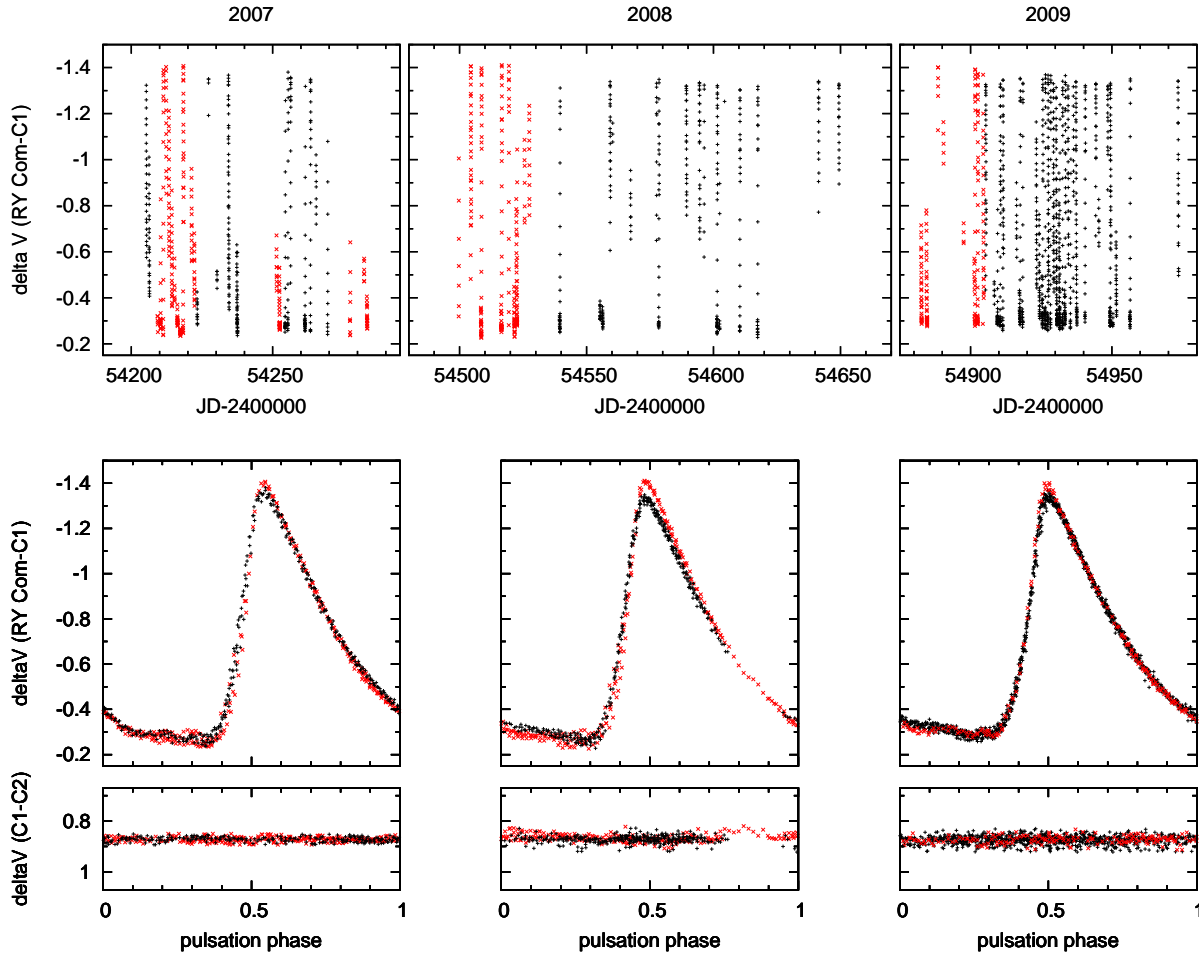 2007 2008 2009
delta V (RY Com-C1)
-1.4
-1.2
-1
-0.8
-0.6
-0.4
-0.2
54200 54250 54500 54550 54600 54650 54900 54950
JD-2400000 JD-2400000 JD-2400000
deltaV (RY Com-C1)
-1.4
-1.2
-1
-0.8
-0.6
-0.4
-0.2
deltaV (C1-C2)
0.8
1
0 0.5 1 0 0.5 1 0 0.5 1
pulsation phase pulsation phase pulsation phase